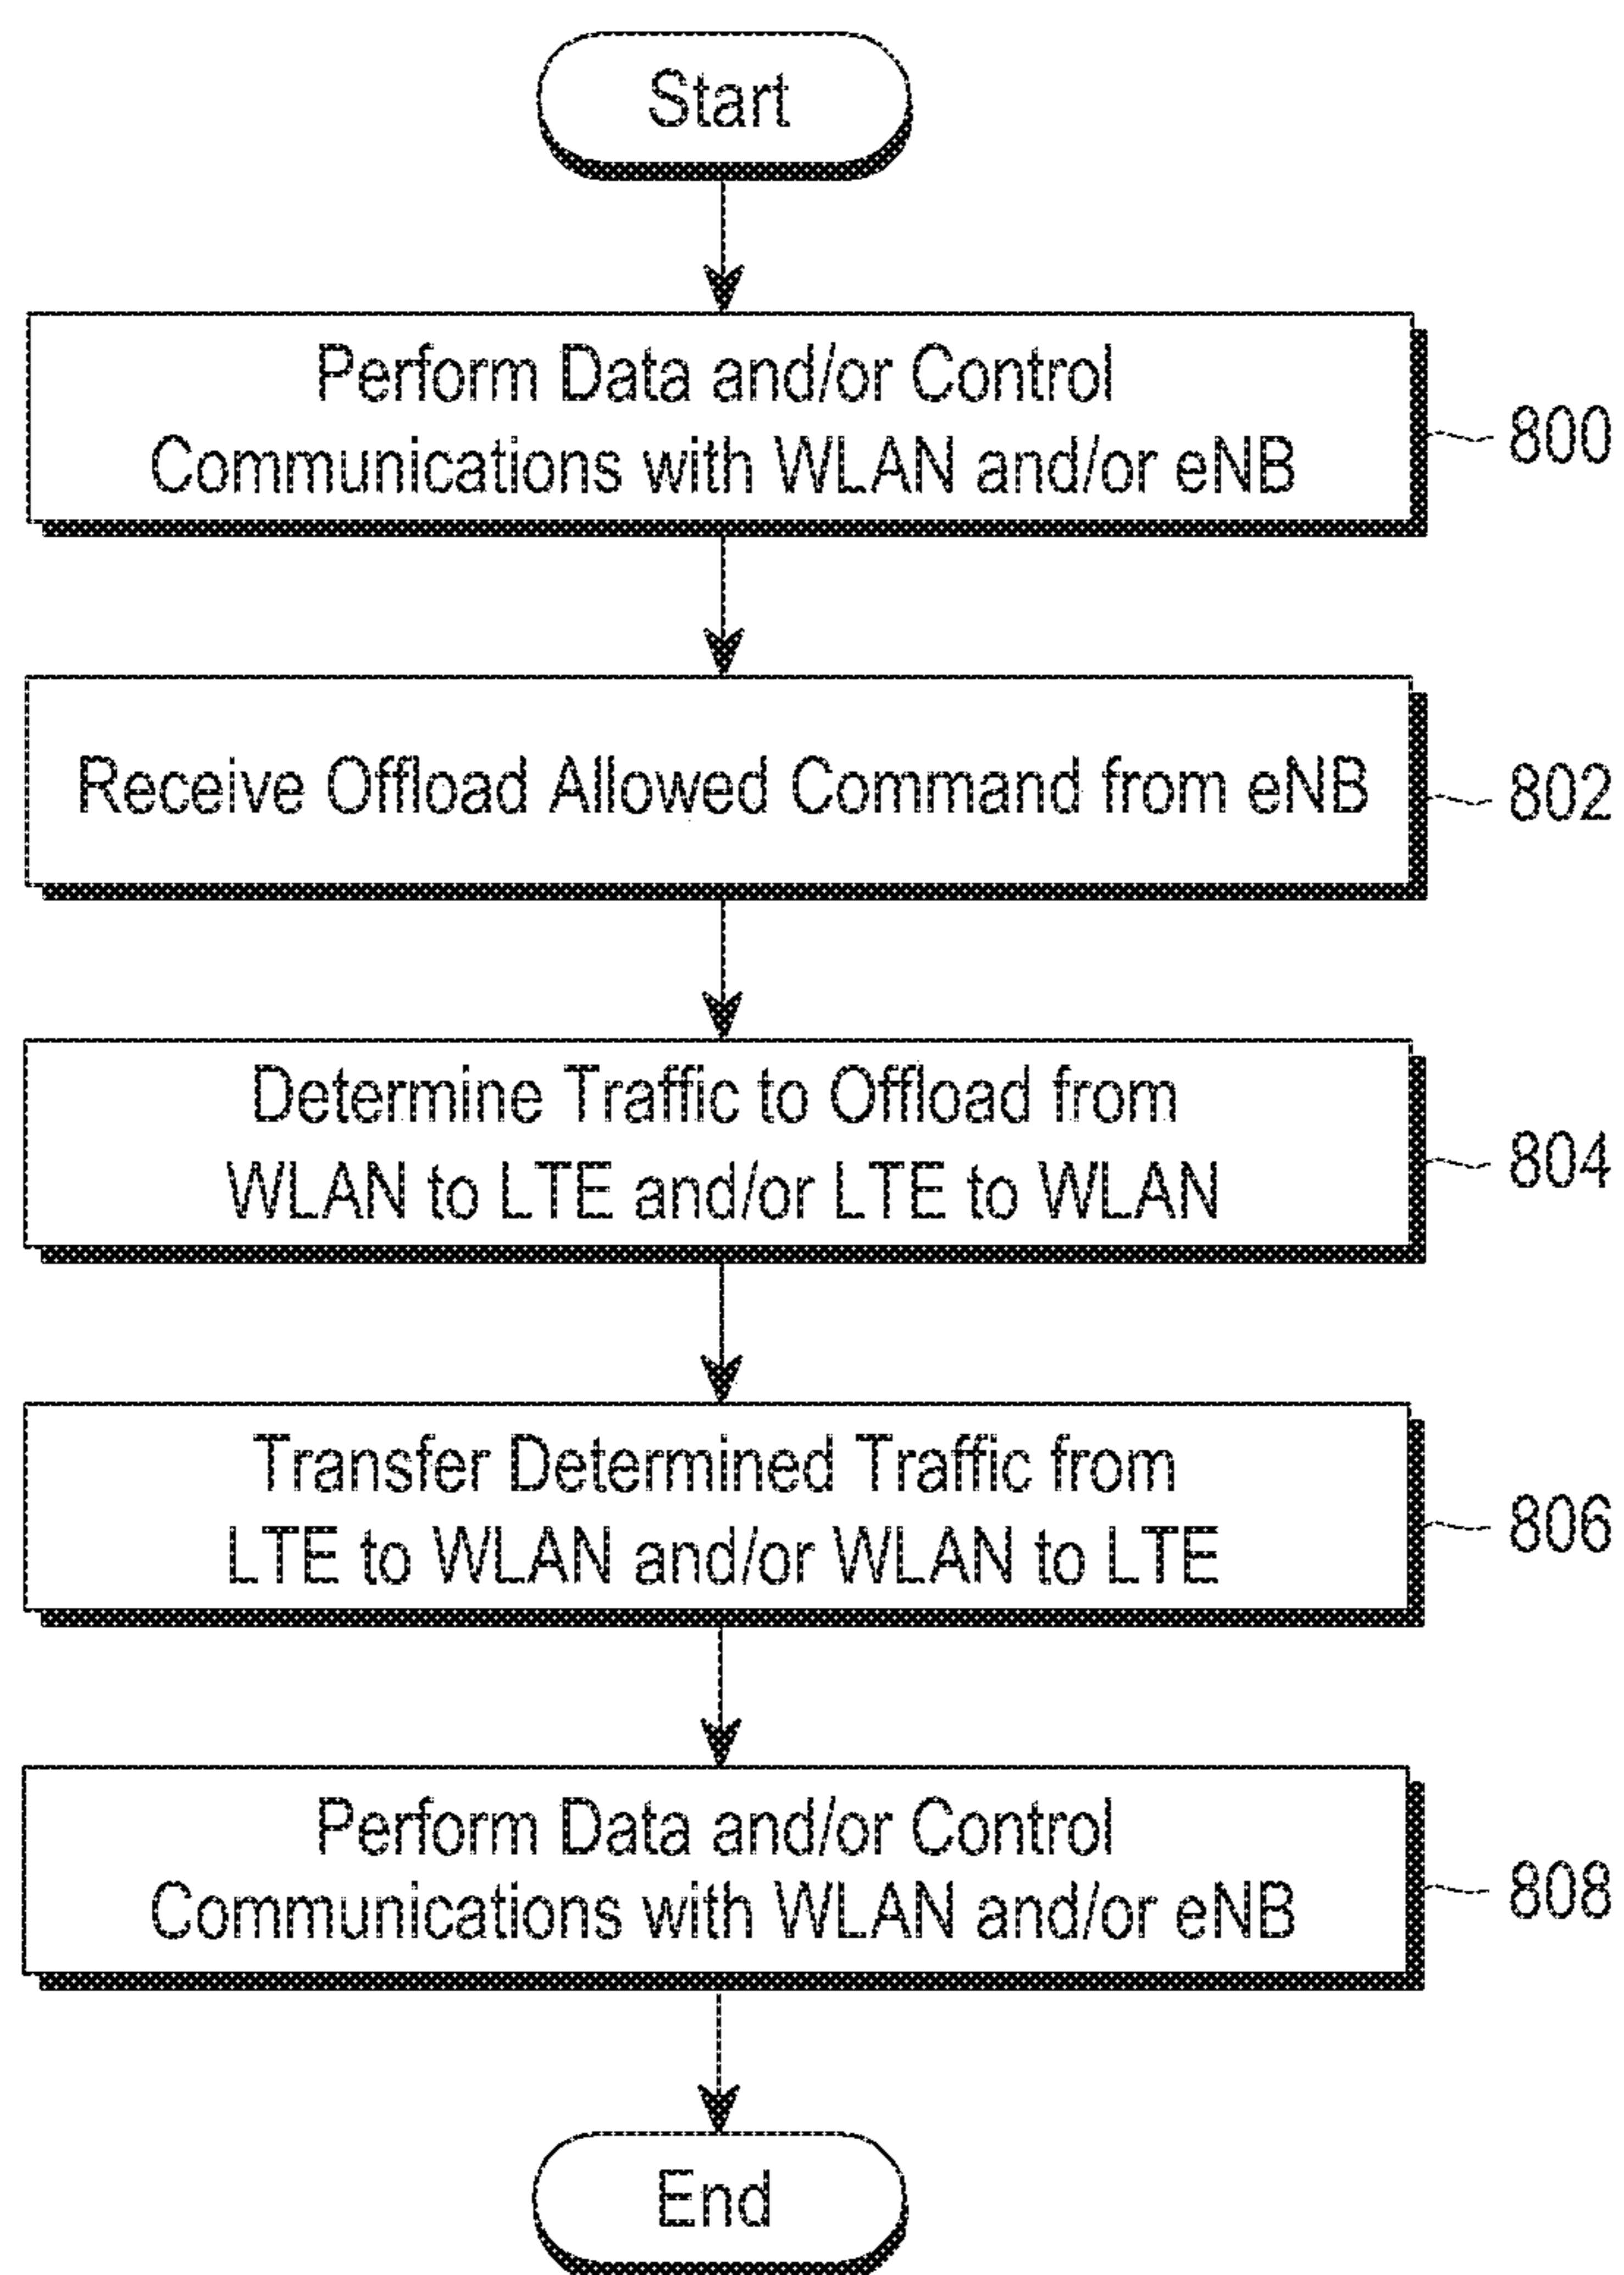 Start
Perform Data and/or Control
Communications with WLAN and/or eNB
800
Receive Offload Allowed Command from eNB
802
Determine Traffic to Offload from
WLAN to LTE and/or LTE to WLAN
804
Transfer Determined Traffic from
LTE to WLAN and/or WLAN to LTE
806
Perform Data and/or Control
Communications with WLAN and/or eNB
808
End